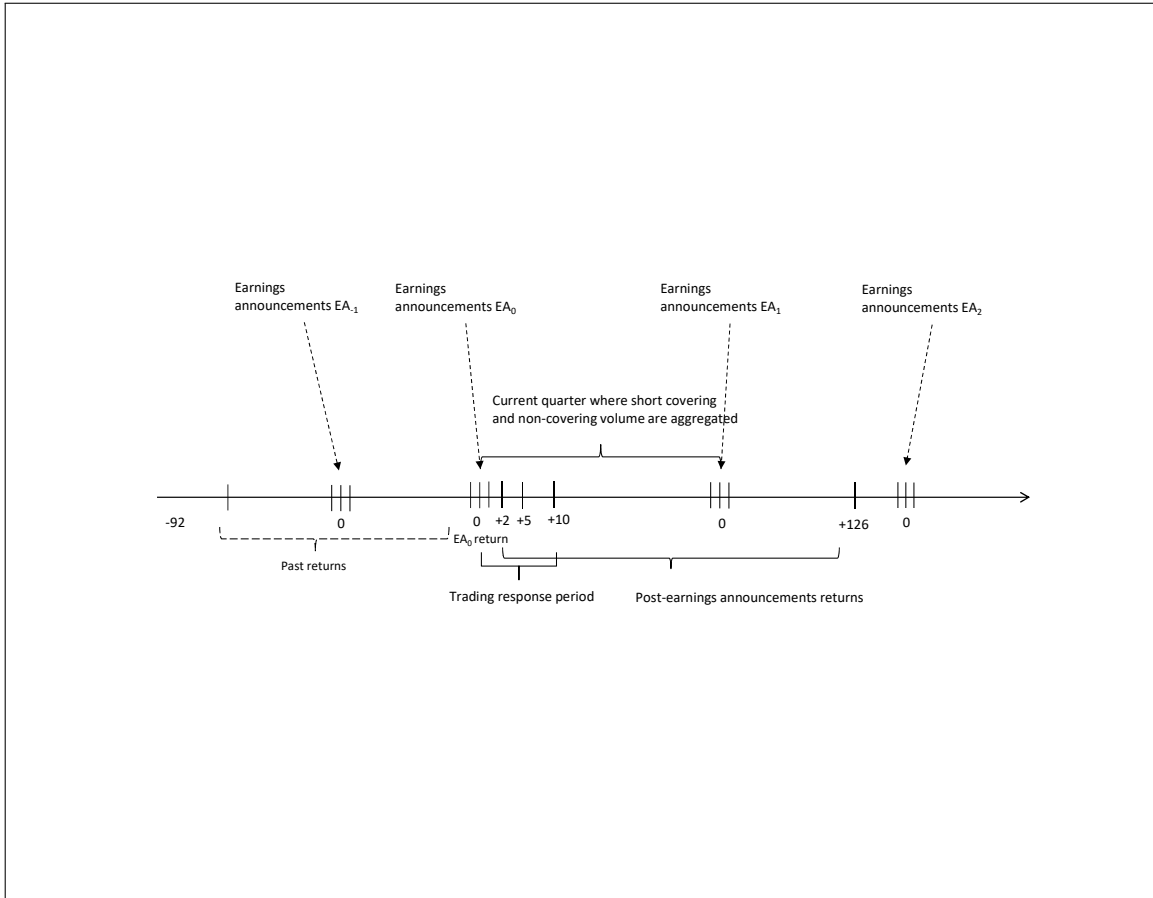 Earnings
announcements EA-1
Earnings
announcements EA0
Earnings
announcements EA1
Earnings
announcements EA2
Current quarter where short covering
and non-covering volume are aggregated
-92
0
0
+2
+5
+10
0
+126
0
EA0 return
Past returns
Trading response period
Post-earnings announcements returns